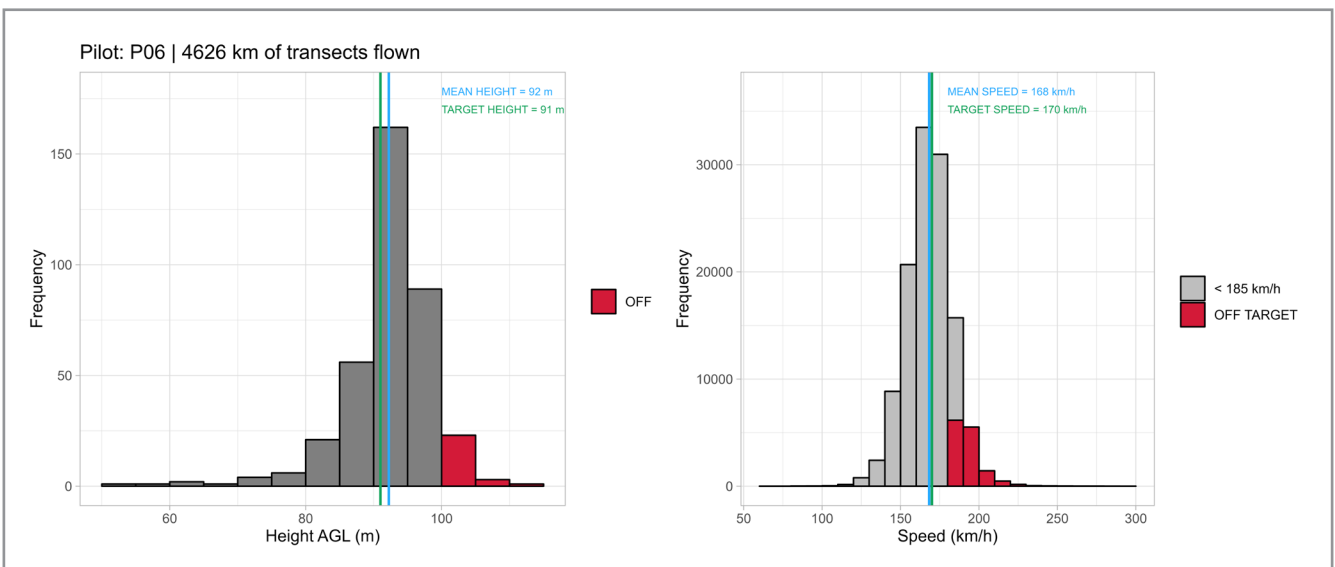 Pilot: P06 | 4626 km of transects flown
MEAN HEIGHT = 92 m
TARGET HEIGHT = 91 m
150
100
50
0
Frequency
60 80 100
Height AGL (m)
OFF
MEAN SPEED = 168 km/h
TARGET SPEED = 170 km/h
30000
20000
10000
0
Frequency
50 100 150 200 250 300
Speed (km/h)
< 185 km/h
OFF TARGET